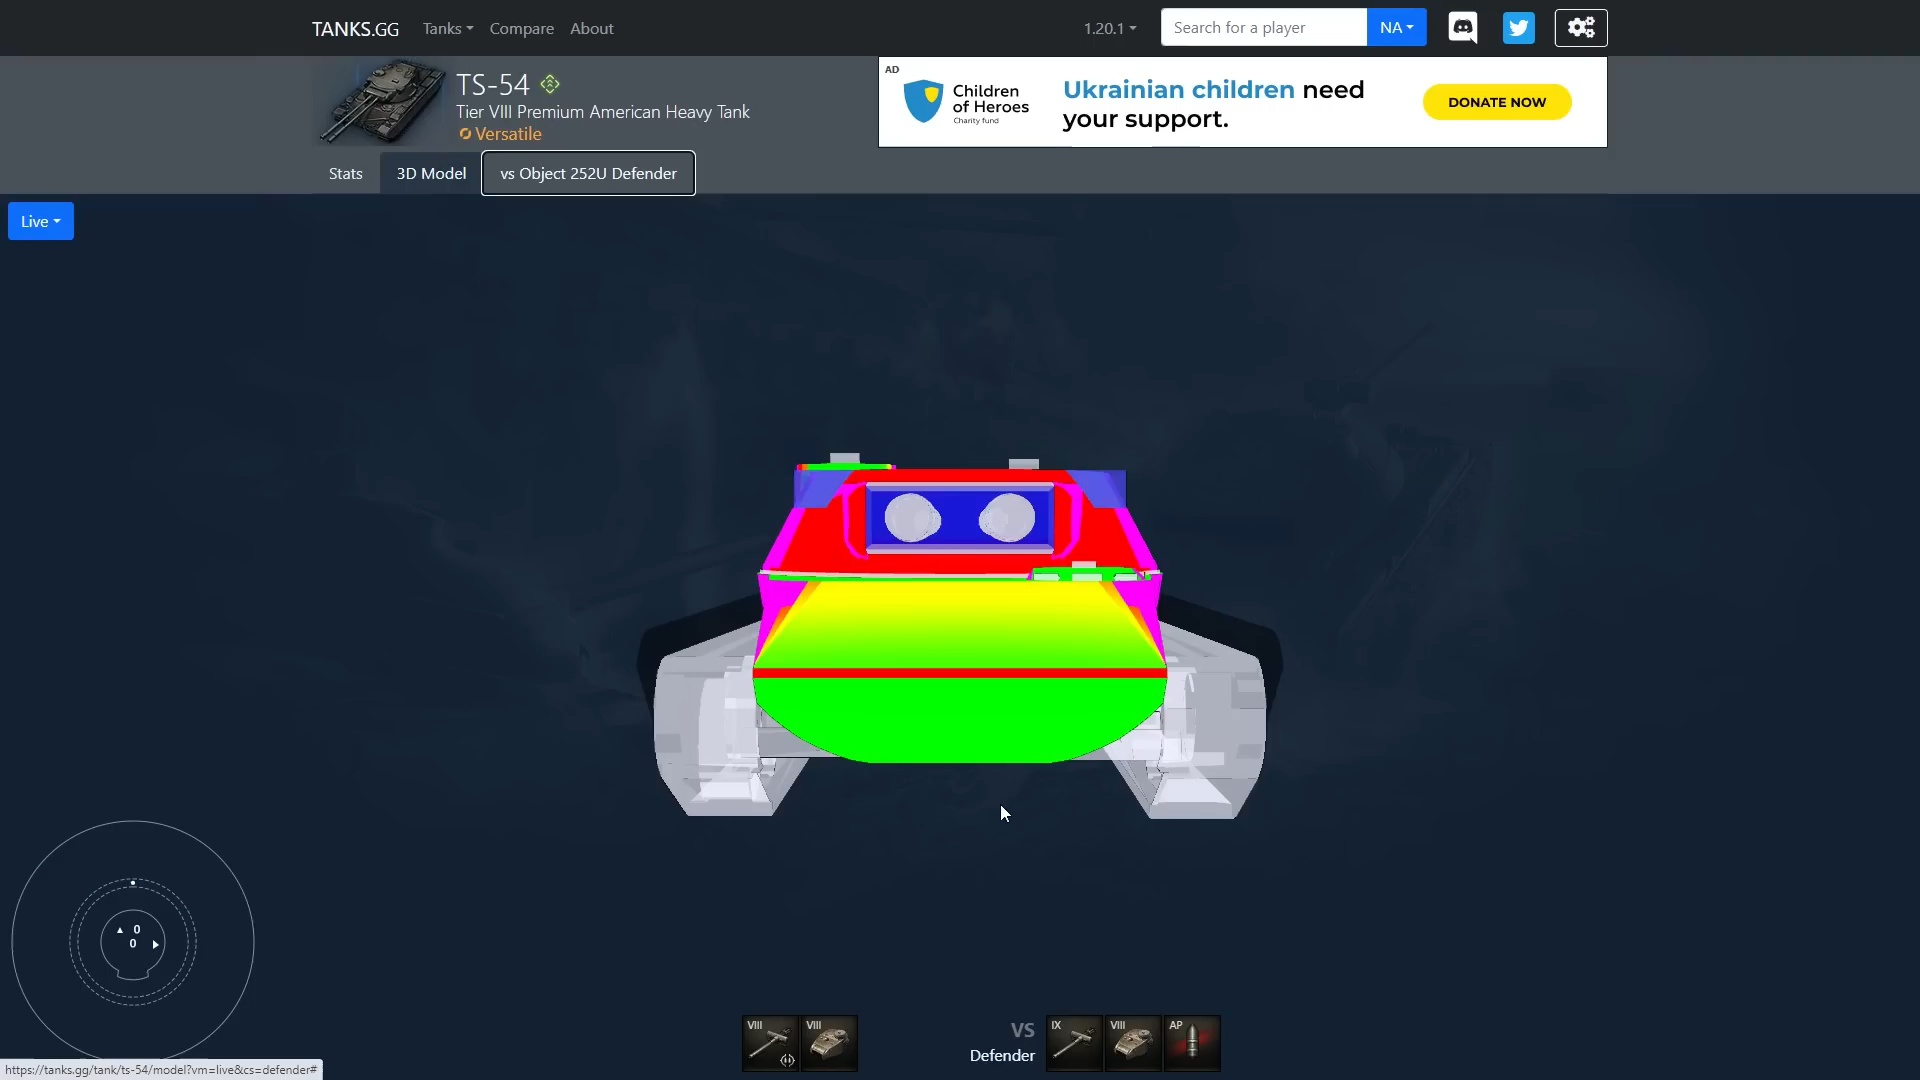 TANKS.GG
Tanks
Compare
About
1.20.1
Search for a player
NA
TS-54
Tier VIII Premium American Heavy Tank
Versatile
AD
Children
of Heroes
Charity fund
Ukrainian children need
your support.
DONATE NOW
Stats
3D Model
vs Object 252U Defender
Live
0
0
VIII
VIII
VS
Defender
IX
VIII
AP
https://tanks.gg/tank/ts-54/model?vm=live&cs=defender#